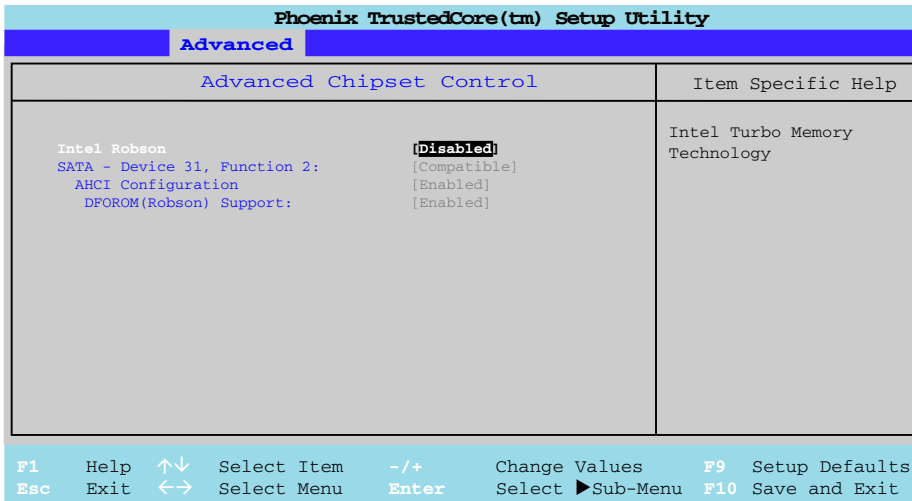 Phoenix TrustedCore(tm) Setup Utility
Advanced
Advanced Chipset Control
Item Specific Help
Intel Robson [Disabled]
SATA - Device 31, Function 2: [Compatible]
AHCI Configuration [Enabled]
DFOROM(Robson) Support: [Enabled]
Intel Turbo Memory
Technology
F1 Help ↑↓ Select Item -/+ Change Values F9 Setup Defaults
Esc Exit ←→ Select Menu Enter Select ▶Sub-Menu F10 Save and Exit